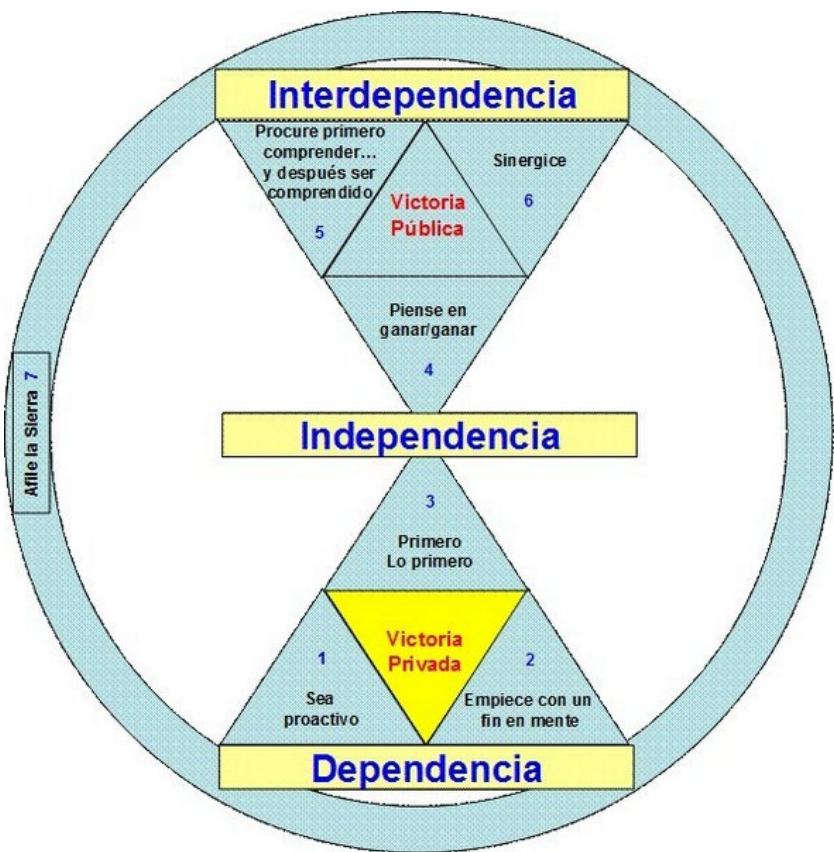 Interdependencia
Procure primero
comprender...
y después ser
comprendido
5
Victoria
Pública
Sinergice
6
Piense en
ganar/ganar
4
Afile la Sierra 7
Independencia
3
Primero
Lo primero
1
Sea
proactivo
Victoria
Privada
2
Empiece con un
fin en mente
Dependencia